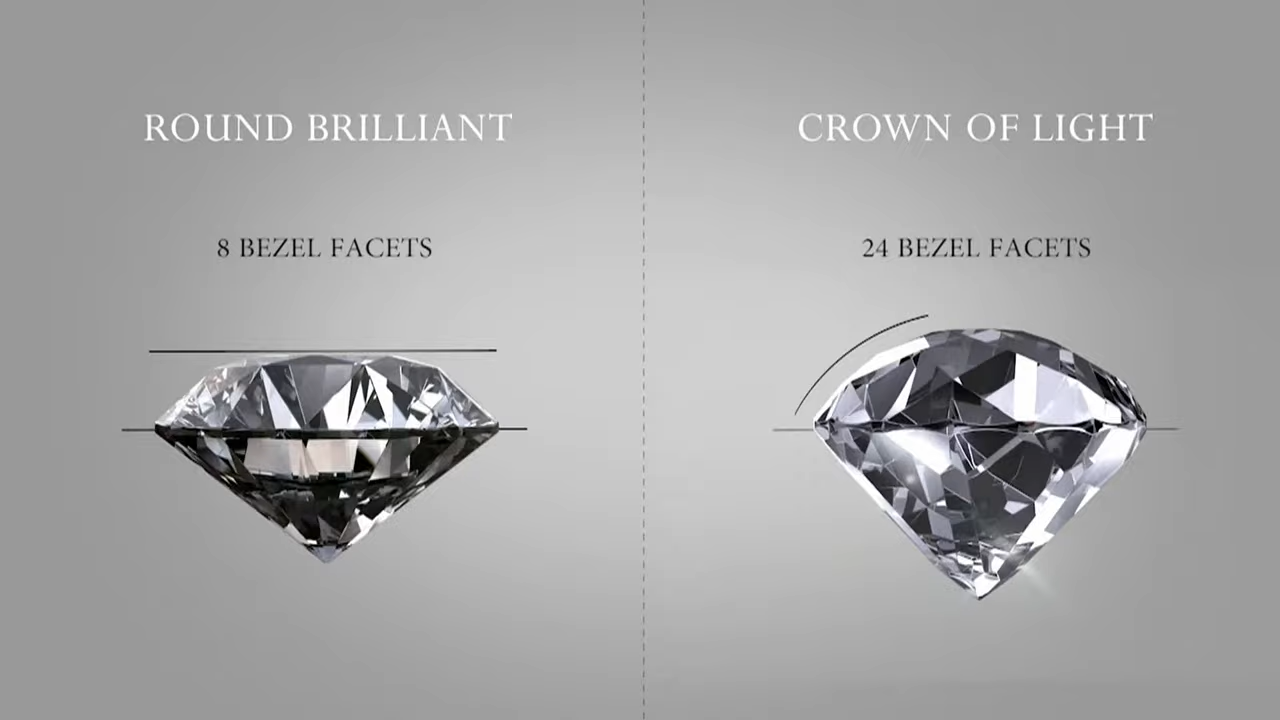 ROUND BRILLIANT
8 BEZEL FACETS
CROWN OF LIGHT
24 BEZEL FACETS